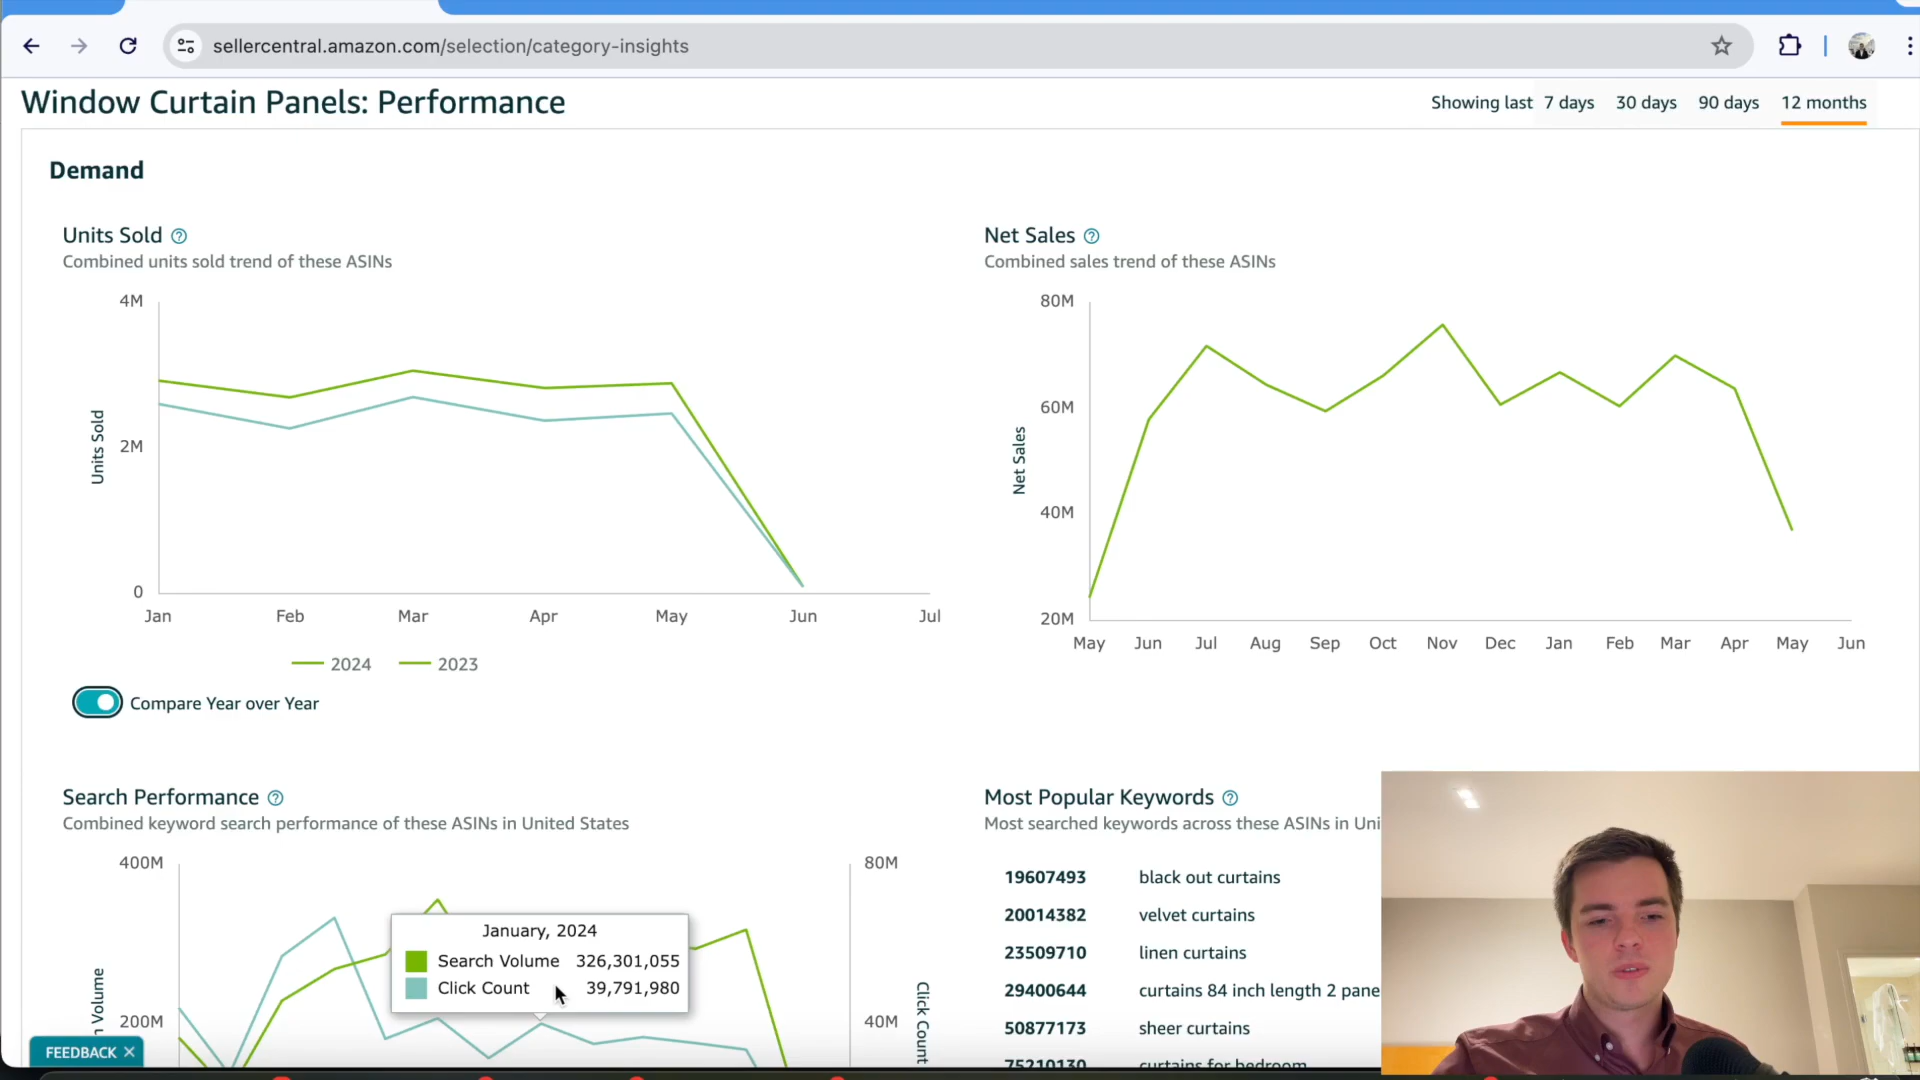 sellercentral.amazon.com/selection/category-insights
Window Curtain Panels: Performance
Showing last 7 days 30 days 90 days 12 months
Demand
Units Sold ?
Combined units sold trend of these ASINs
4M
2M
0
Units Sold
Jan Feb Mar Apr May Jun Jul
2024 2023
Compare Year over Year
Net Sales ?
Combined sales trend of these ASINs
80M
60M
40M
20M
Net Sales
May Jun Jul Aug Sep Oct Nov Dec Jan Feb Mar Apr May Jun
Search Performance ?
Combined keyword search performance of these ASINs in United States
400M
200M
Volume
80M
40M
Click Count
January, 2024
Search Volume 326,301,055
Click Count 39,791,980
Most Popular Keywords ?
Most searched keywords across these ASINs in Uni
19607493 black out curtains
20014382 velvet curtains
23509710 linen curtains
29400644 curtains 84 inch length 2 pane
50877173 sheer curtains
75210130 curtains for bedroom
FEEDBACK ×